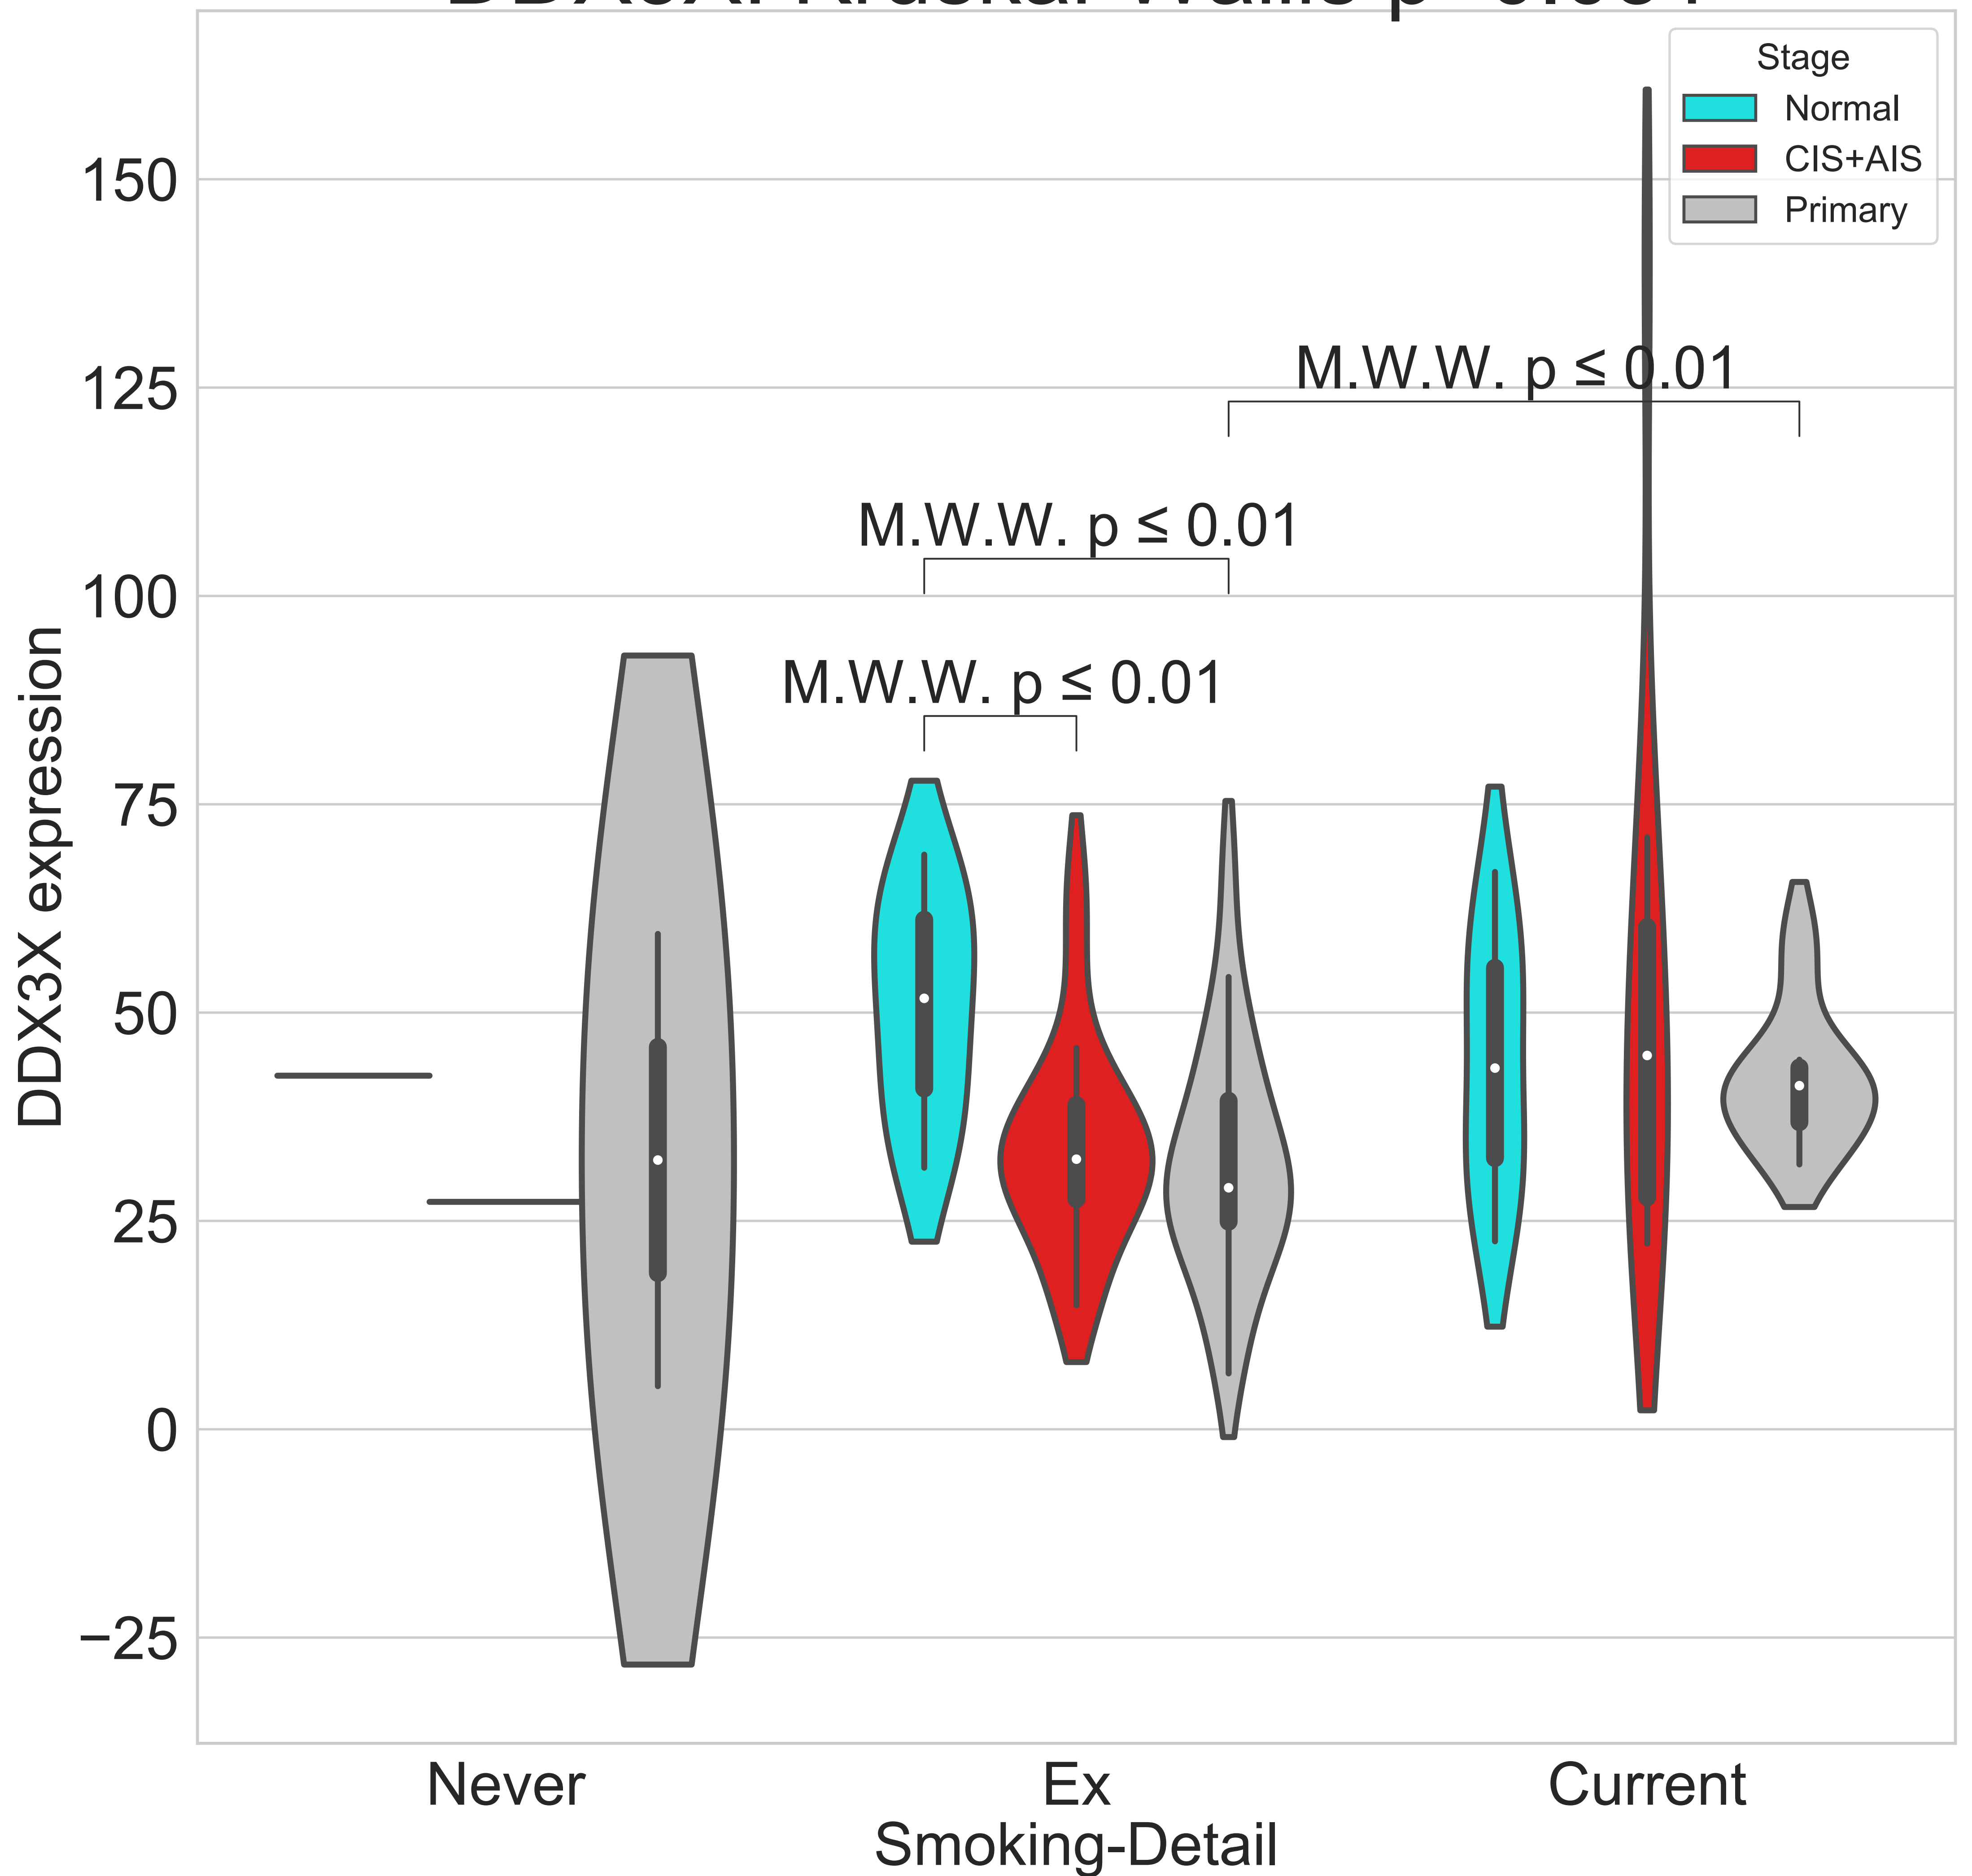 Stage
Normal
CIS+AIS
Primary
150
125
100
75
50
25
0
−25
DDX3X expression
M.W.W. p ≤ 0.01
M.W.W. p ≤ 0.01
M.W.W. p ≤ 0.01
Never
Ex
Current
Smoking-Detail